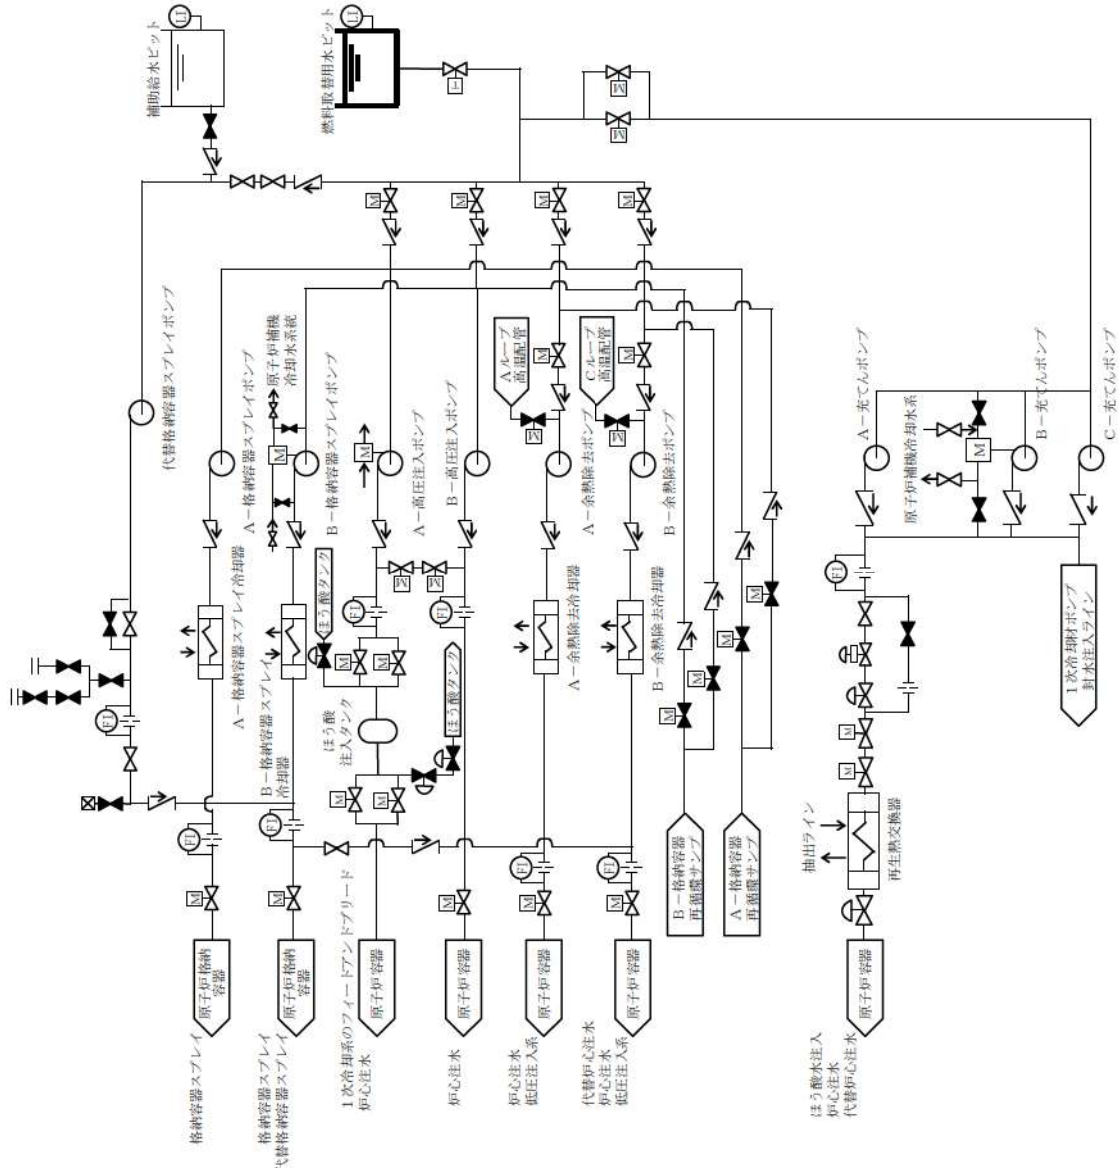 補助給水ピット
LI
燃料取替用水ピット
LI
T
M
M
M
M
M
M
代替格納容器スプレイポンプ
A-格納容器スプレイポンプ
原子炉補機
冷却水系統
M
B-格納容器スプレイポンプ
M
A-高圧注入ポンプ
B-高圧注入ポンプ
Aループ
高温配管
M
M
A-余熱除去ポンプ
Cループ
高温配管
M
M
B-余熱除去ポンプ
A-充てんポンプ
原子炉補機冷却水系
M
B-充てんポンプ
C-充てんポンプ
FI
A-格納容器スプレイ冷却器
B-格納容器スプレイ
冷却器
ほう酸タンク
FI
M
M
M
M
ほう酸
注入タンク
ほう酸タンク
FI
M
M
A-余熱除去冷却器
B-余熱除去冷却器
M
M
M
M
FI
1次冷却材ポンプ
封水注入ライン
M
M
抽出ライン
再生熱交換器
FI
M
FI
M
M
FI
M
FI
M
B-格納容器
再循環サンプ
A-格納容器
再循環サンプ
原子炉格納
容器
原子炉格納
容器
原子炉容器
原子炉容器
原子炉容器
原子炉容器
原子炉容器
格納容器スプレイ
格納容器スプレイ
代替格納容器スプレイ
1次冷却系のフィードアンドブリード
炉心注水
炉心注水
炉心注水
低圧注入系
代替炉心注水
炉心注水
低圧注入系
ほう酸水注入
炉心注水
代替炉心注水